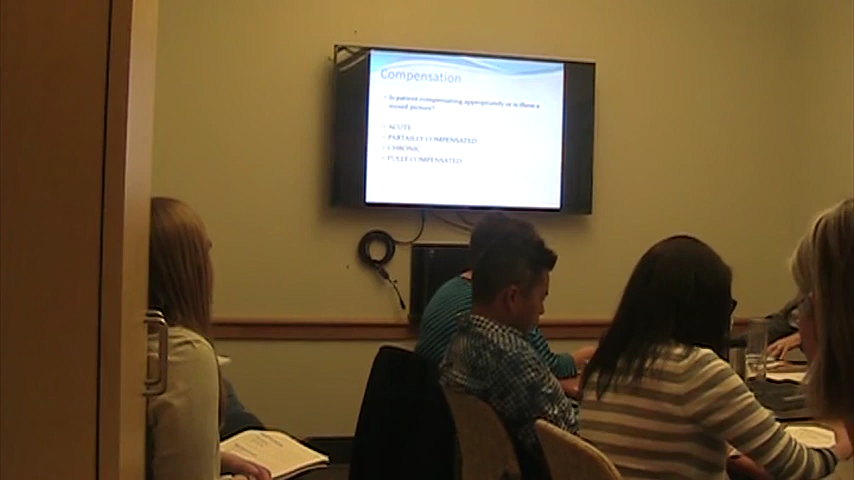 Compensation
Is patient compensating appropriately or is there a
mixed picture?
ACUTE
PARTIALLY COMPENSATED
CHRONIC
FULLY COMPENSATED